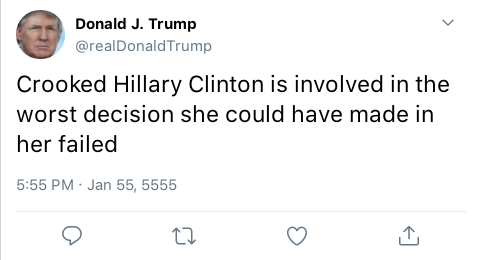 Donald J. Trump
@realDonaldTrump
Crooked Hillary Clinton is involved in the
worst decision she could have made in
her failed
5:55 PM · Jan 55, 5555